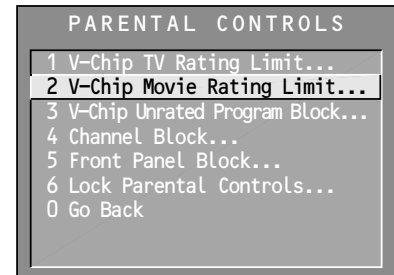 PARENTAL CONTROLS
1 V-Chip TV Rating Limit...
2 V-Chip Movie Rating Limit...
3 V-Chip Unrated Program Block...
4 Channel Block...
5 Front Panel Block...
6 Lock Parental Controls...
0 Go Back